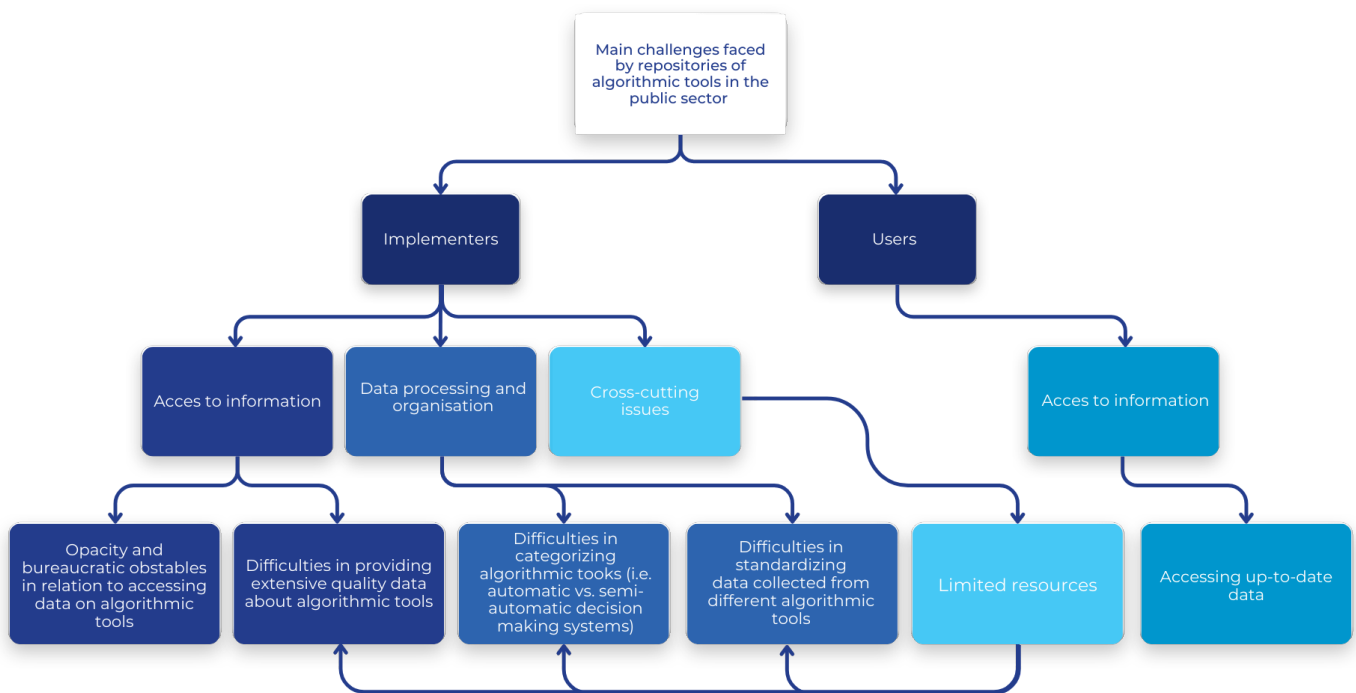 Main challenges faced
by repositories of
algorithmic tools in the
public sector
Implementers
Users
Acces to information
Data processing and
organisation
Cross-cutting
issues
Acces to information
Opacity and
bureaucratic obstables
in relation to accessing
data on algorithmic
tools
Difficulties in providing
extensive quality data
about algorithmic tools
Difficulties in
categorizing
algorithmic tooks (i.e.
automatic vs. semi-
automatic decision
making systems)
Difficulties in
standardizing
data collected from
different algorithmic
tools
Limited resources
Accessing up-to-date
data